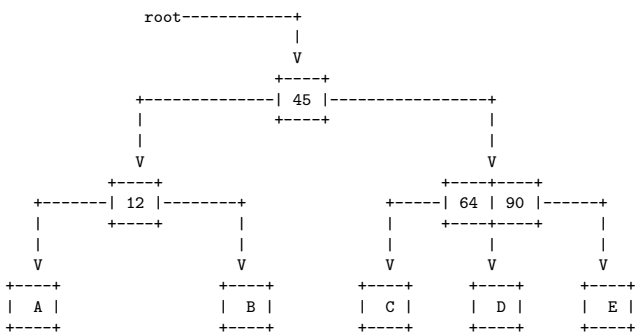 root------------+
|
V
+----+
+-------------| 45 |----------------+
| +----+ |
| |
V V
+----+ +----+----+
+-------| 12 |--------+ +-----| 64 | 90 |------+
| +----+ | | +----+----+ |
| | | | |
V V V V V
+----+ +----+ +----+ +----+ +----+
| A | | B | | C | | D | | E |
+----+ +----+ +----+ +----+ +----+